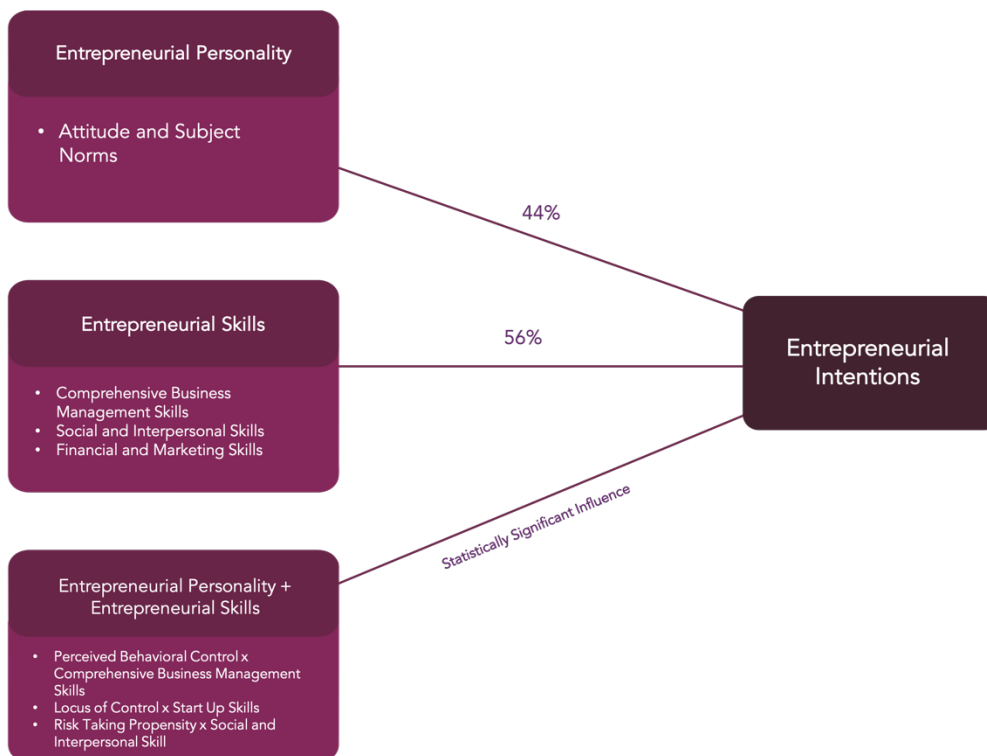 Entrepreneurial Personality
• Attitude and Subject
Norms
44%
Entrepreneurial Skills
• Comprehensive Business
Management Skills
• Social and Interpersonal Skills
• Financial and Marketing Skills
56%
Entrepreneurial
Intentions
Statistically Significant Influence
Entrepreneurial Personality +
Entrepreneurial Skills
• Perceived Behavioral Control x
Comprehensive Business Management
Skills
• Locus of Control x Start Up Skills
• Risk Taking Propensity x Social and
Interpersonal Skill